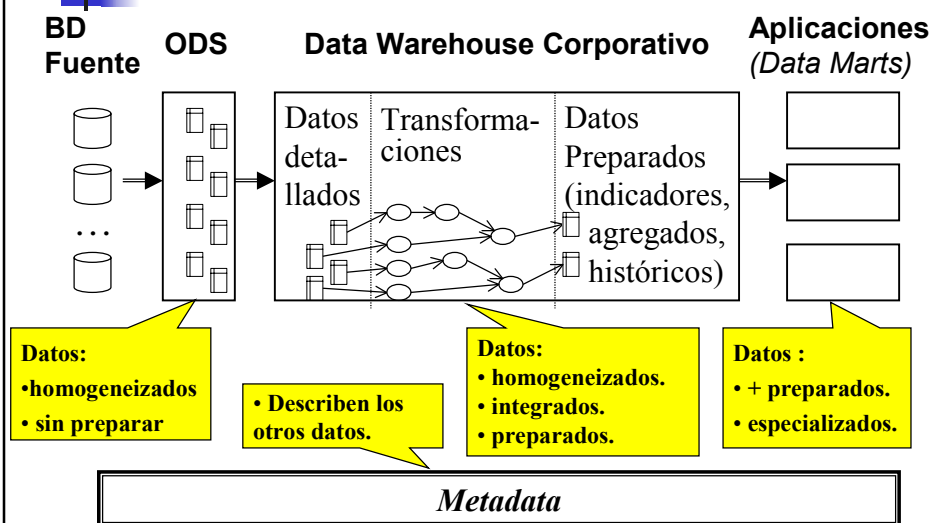 BD
Fuente
ODS
Data Warehouse Corporativo
Aplicaciones
(Data Marts)
...
Datos
deta-
llados
Transforma-
ciones
Datos
Preparados
(indicadores,
agregados,
históricos)
Datos:
•homogeneizados
• sin preparar
• Describen los
otros datos.
Datos:
• homogeneizados.
• integrados.
• preparados.
Datos :
• + preparados.
• especializados.
Metadata